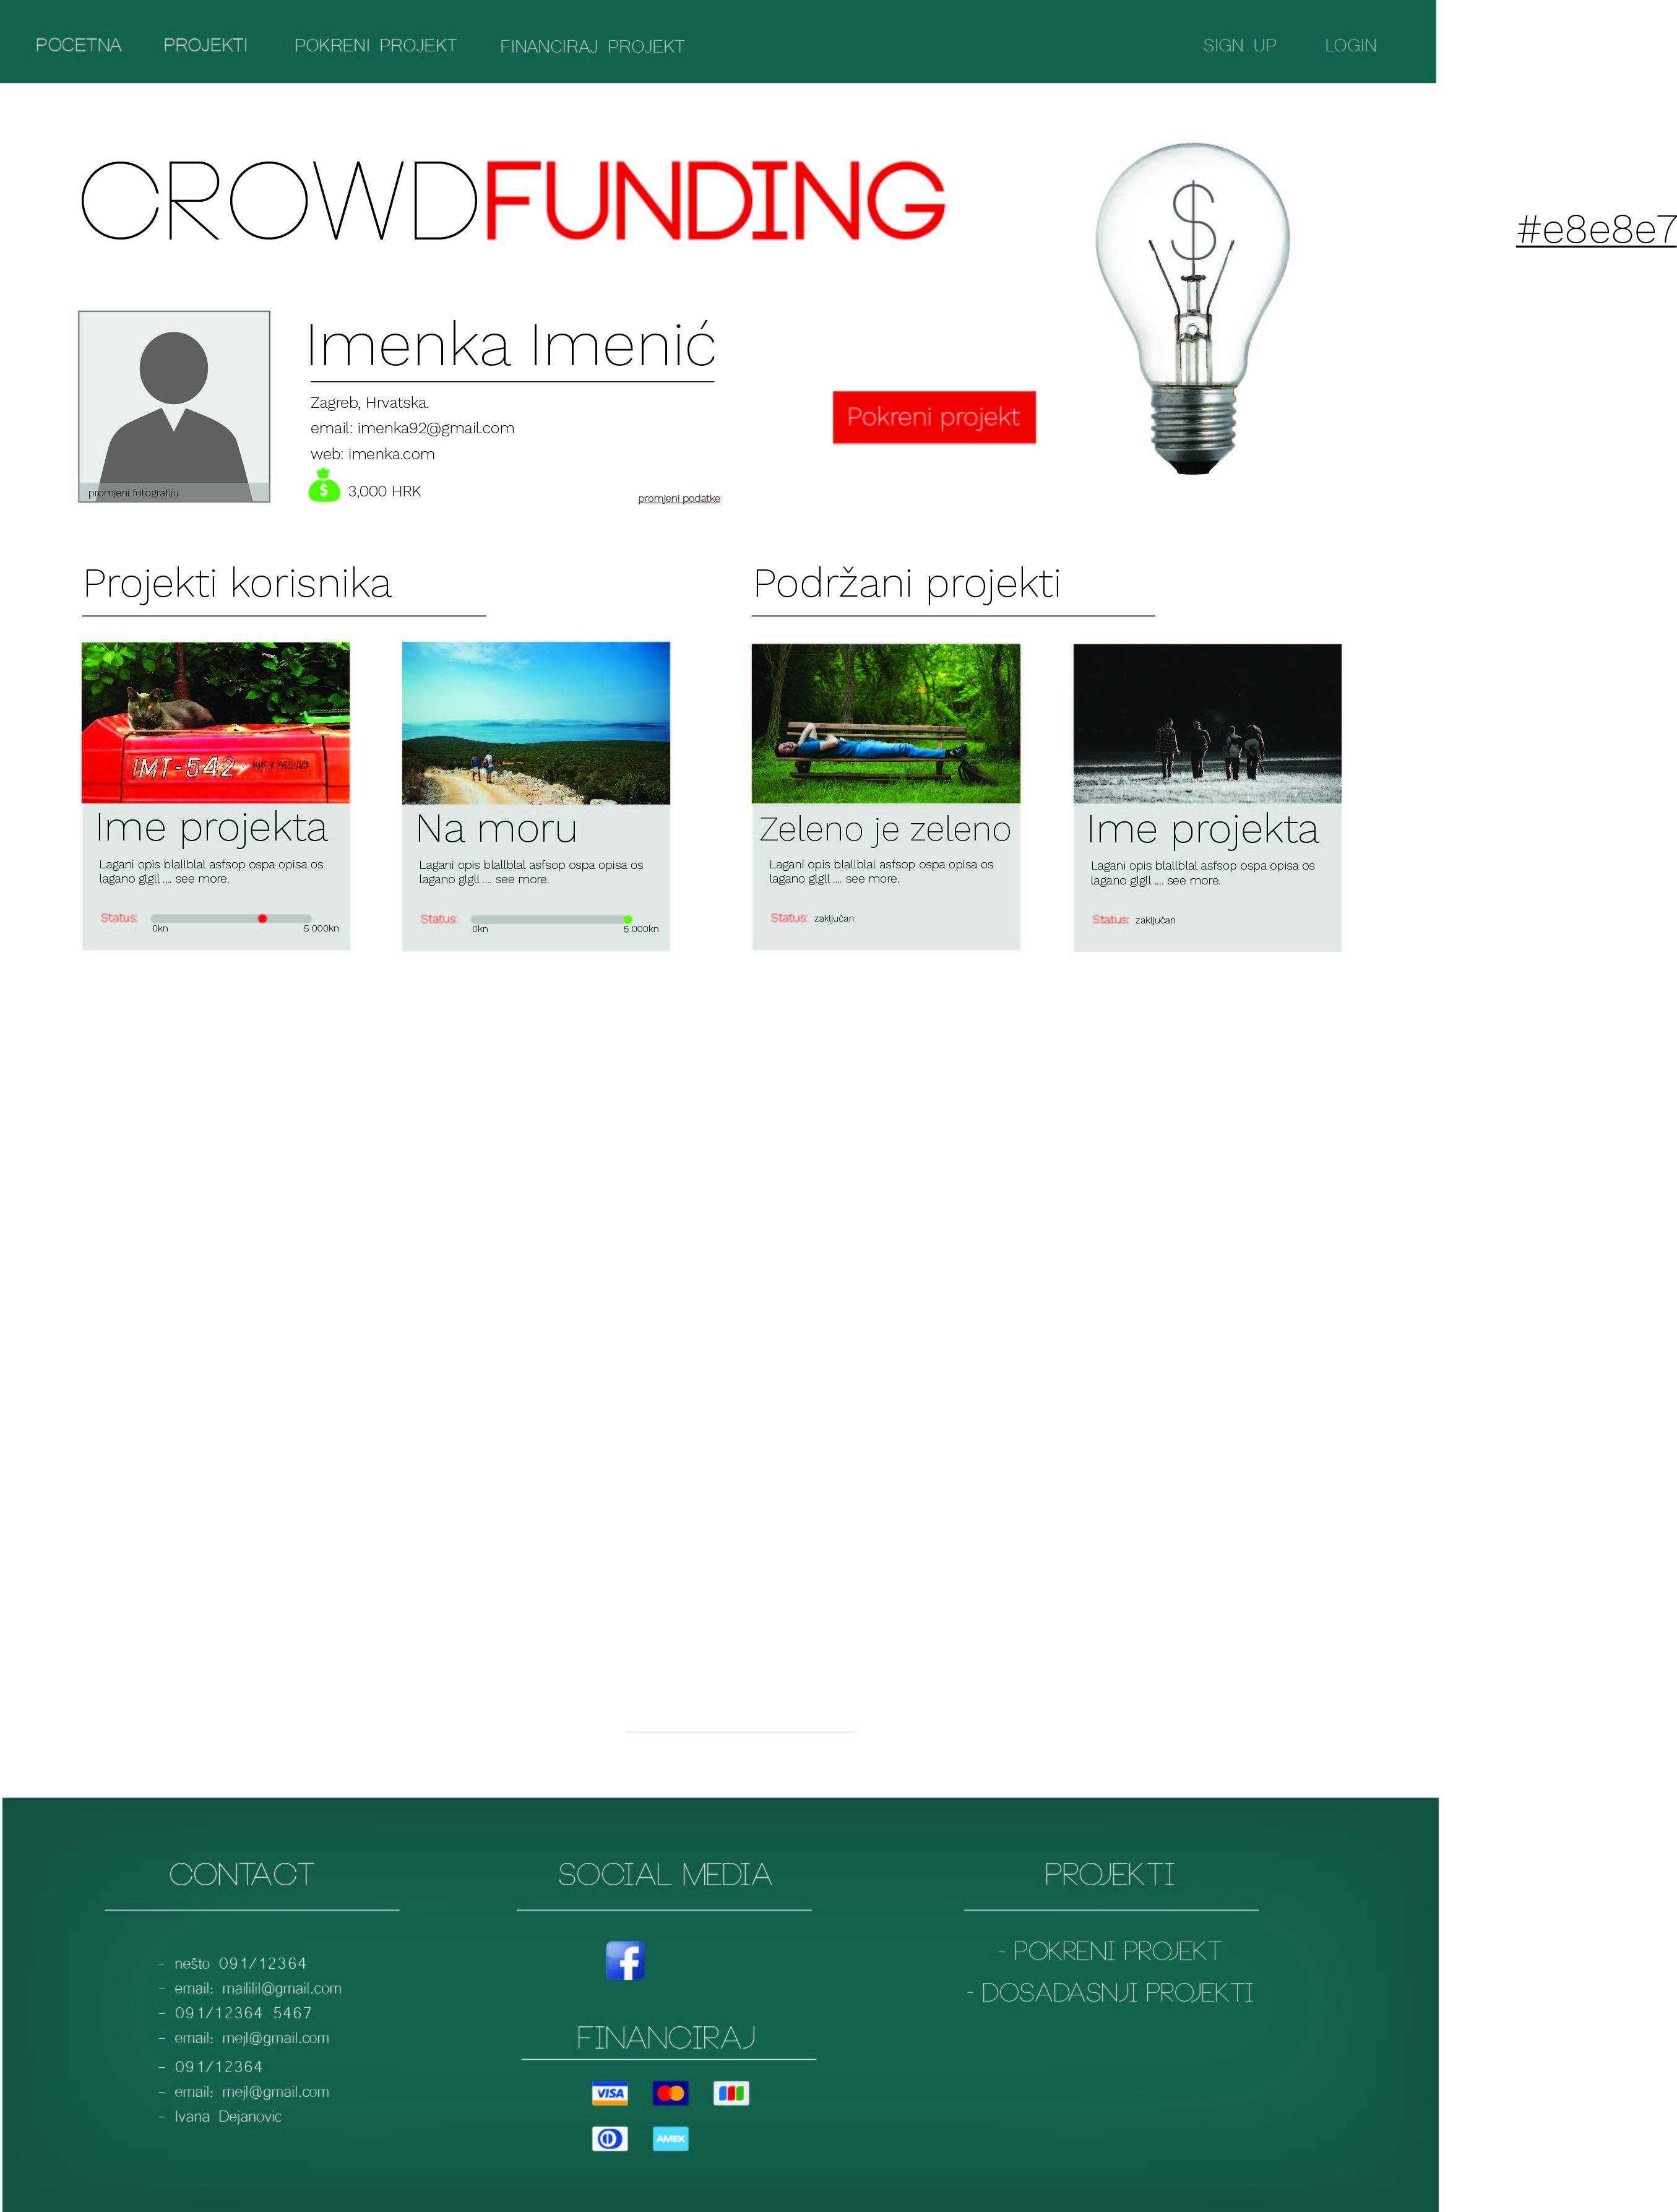 POCETNA PROJEKTI POKRENI PROJEKT FINANCIRAJ PROJEKT SIGN UP LOGIN
CROWDFUNDING
$
#e8e8e7
Imenka Imenić
Zagreb, Hrvatska.
email: imenka92@gmail.com
web: imenka.com
$ 3,000 HRK
promjeni fotografiju
promjeni podatke
Pokreni projekt
Projekti korisnika
IMT-542
Ime projekta
Lagani opis blallblal asfsop ospa opisa os
lagano glgll .... see more.
Status:
0kn 5 000kn
Na moru
Lagani opis blallblal asfsop ospa opisa os
lagano glgll .... see more.
Status:
0kn 5 000kn
Podržani projekti
Zeleno je zeleno
Lagani opis blallblal asfsop ospa opisa os
lagano glgll .... see more.
Status: zaključan
Ime projekta
Lagani opis blallblal asfsop ospa opisa os
lagano glgll .... see more.
Status: zaključan
CONTACT
- nešto 091/12364
- email: maililil@gmail.com
- 091/12364 5467
- email: mejl@gmail.com
- 091/12364
- email: mejl@gmail.com
- Ivana Dejanovic
SOCIAL MEDIA
f
FINANCIRAJ
VISA
AMEX
PROJEKTI
- POKRENI PROJEKT
- DOSADASNJI PROJEKTI